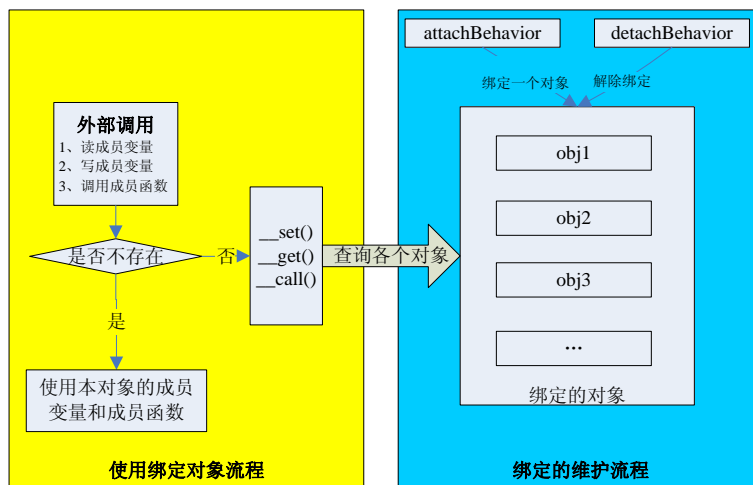 外部调用
1、读成员变量
2、写成员变量
3、调用成员函数
是否不存在
否
是
使用本对象的成员
变量和成员函数
__set()
__get()
__call()
查询各个对象
使用绑定对象流程
attachBehavior
detachBehavior
绑定一个对象
解除绑定
obj1
obj2
obj3
...
绑定的对象
绑定的维护流程